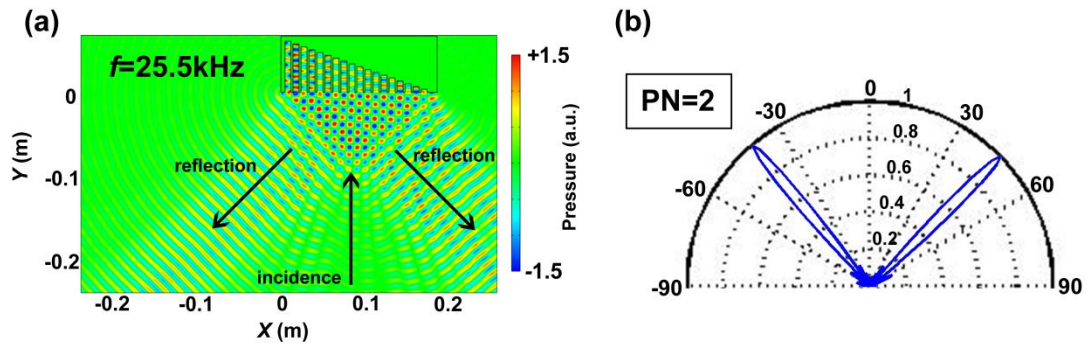 (a)
f=25.5kHz
0
-0.1
-0.2
Y (m)
reflection
reflection
incidence
-0.2 -0.1 0 0.1 0.2
X (m)
+1.5
-1.5
Pressure (a.u.)
(b)
PN=2
0
-30 1 30
0.8
-60 0.6 60
0.4
0.2
-90 90